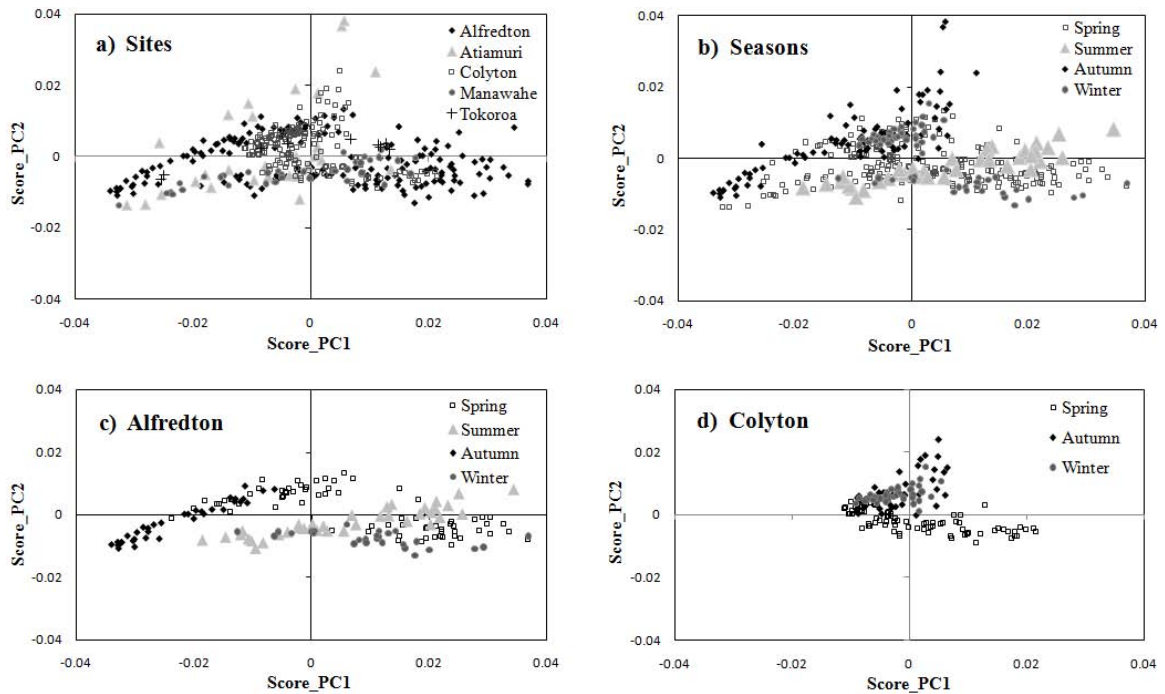 a) Sites
Alfredton
Atiamuri
Colyton
Manawahe
Tokoroa
0.04
0.02
0
-0.02
-0.04
Score_PC2
-0.04
-0.02
0
0.02
0.04
Score_PC1
b) Seasons
Spring
Summer
Autumn
Winter
0.04
0.02
0
-0.02
-0.04
Score_PC2
-0.04
-0.02
0
0.02
0.04
Score_PC1
c) Alfredton
Spring
Summer
Autumn
Winter
0.04
0.02
0
-0.02
-0.04
Score_PC2
-0.04
-0.02
0
0.02
0.04
Score_PC1
d) Colyton
Spring
Autumn
Winter
0.04
0.02
0
-0.02
-0.04
Score_PC2
-0.04
-0.02
0
0.02
0.04
Score_PC1